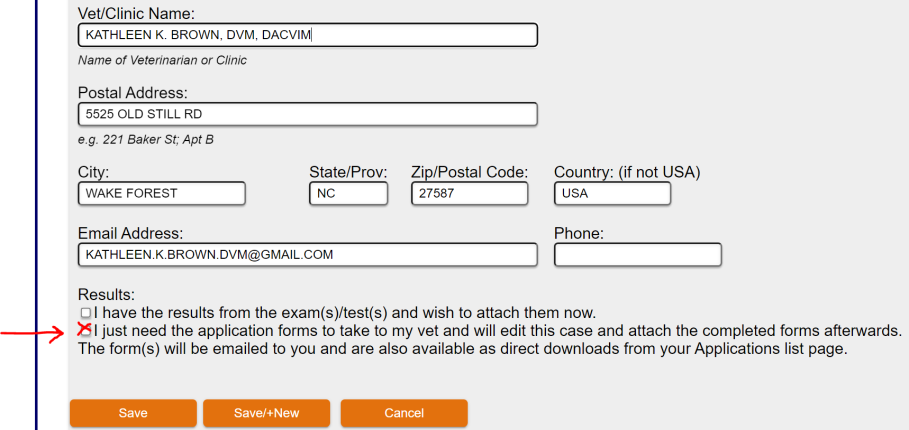 Vet/Clinic Name:
KATHLEEN K. BROWN, DVM, DACVIM
Name of Veterinarian or Clinic
Postal Address:
5525 OLD STILL RD
e.g. 221 Baker St; Apt B
City: State/Prov: Zip/Postal Code: Country: (if not USA)
WAKE FOREST NC 27587 USA
Email Address: Phone:
KATHLEEN.K.BROWN.DVM@GMAIL.COM
Results:
I have the results from the exam(s)/test(s) and wish to attach them now.
I just need the application forms to take to my vet and will edit this case and attach the completed forms afterwards.
The form(s) will be emailed to you and are also available as direct downloads from your Applications list page.
Save Save/+New Cancel